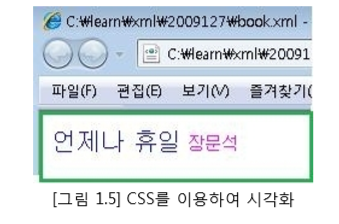 C:₩learn₩xml₩2009127₩book.xml -
C:₩learn₩xml₩20091
파일(F) 편집(E) 보기(V) 즐겨찾기(
언제나 휴일 장문석
[그림 1.5] CSS를 이용하여 시각화